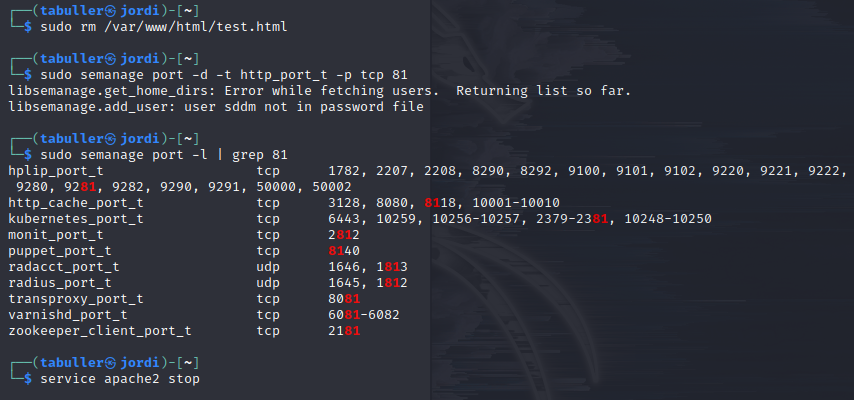 ┌──(tabuller㉿jordi)-[~]
└─$ sudo rm /var/www/html/test.html

┌──(tabuller㉿jordi)-[~]
└─$ sudo semanage port -d -t http_port_t -p tcp 81
libsemanage.get_home_dirs: Error while fetching users.  Returning list so far.
libsemanage.add_user: user sddm not in password file

┌──(tabuller㉿jordi)-[~]
└─$ sudo semanage port -l | grep 81
hplip_port_t                   tcp      1782, 2207, 2208, 8290, 8292, 9100, 9101, 9102, 9220, 9221, 9222,
 9280, 9281, 9282, 9290, 9291, 50000, 50002
http_cache_port_t              tcp      3128, 8080, 8118, 10001-10010
kubernetes_port_t              tcp      6443, 10259, 10256-10257, 2379-2381, 10248-10250
monit_port_t                   tcp      2812
puppet_port_t                  tcp      8140
radacct_port_t                 udp      1646, 1813
radius_port_t                  udp      1645, 1812
transproxy_port_t              tcp      8081
varnishd_port_t                tcp      6081-6082
zookeeper_client_port_t        tcp      2181

┌──(tabuller㉿jordi)-[~]
└─$ service apache2 stop